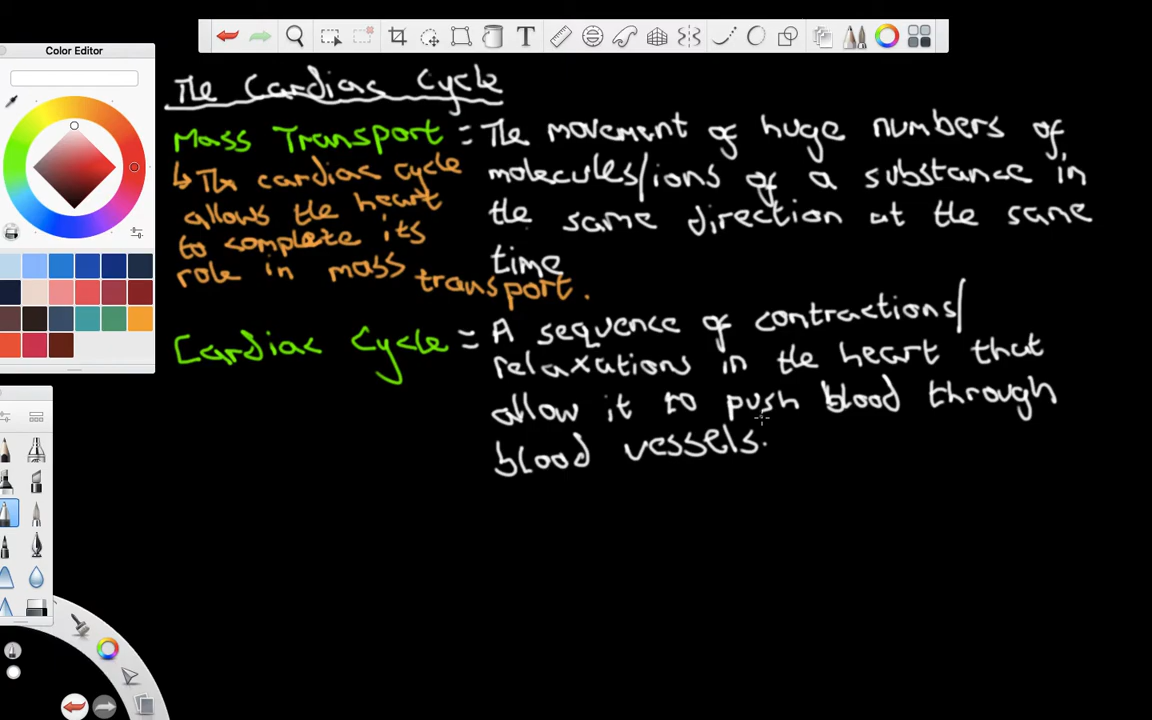 Color Editor
The Cardiac Cycle
Mass Transport = The movement of huge numbers of
molecules/ions of a substance in
the same direction at the same
time
↳ The cardiac cycle
allows the heart
to complete its
role in mass transport.
Cardiac Cycle = A sequence of contractions/
relaxations in the heart that
allow it to push blood through
blood vessels.